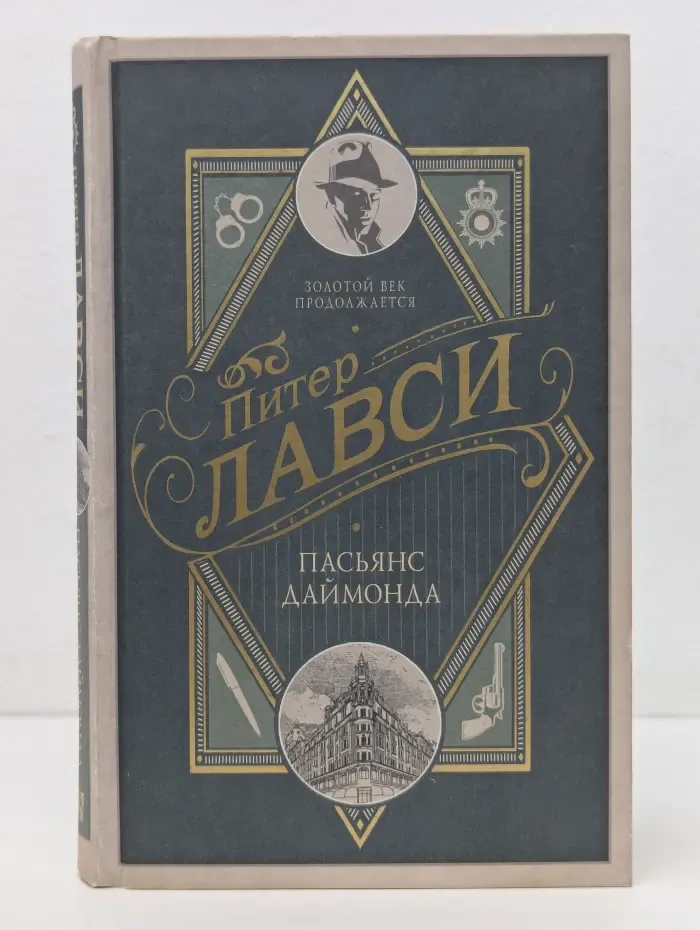 ЗОЛОТОЙ ВЕК
ПРОДОЛЖАЕТСЯ
Питер
ЛАВСИ
ПАСЬЯНС
ДАЙМОНДА